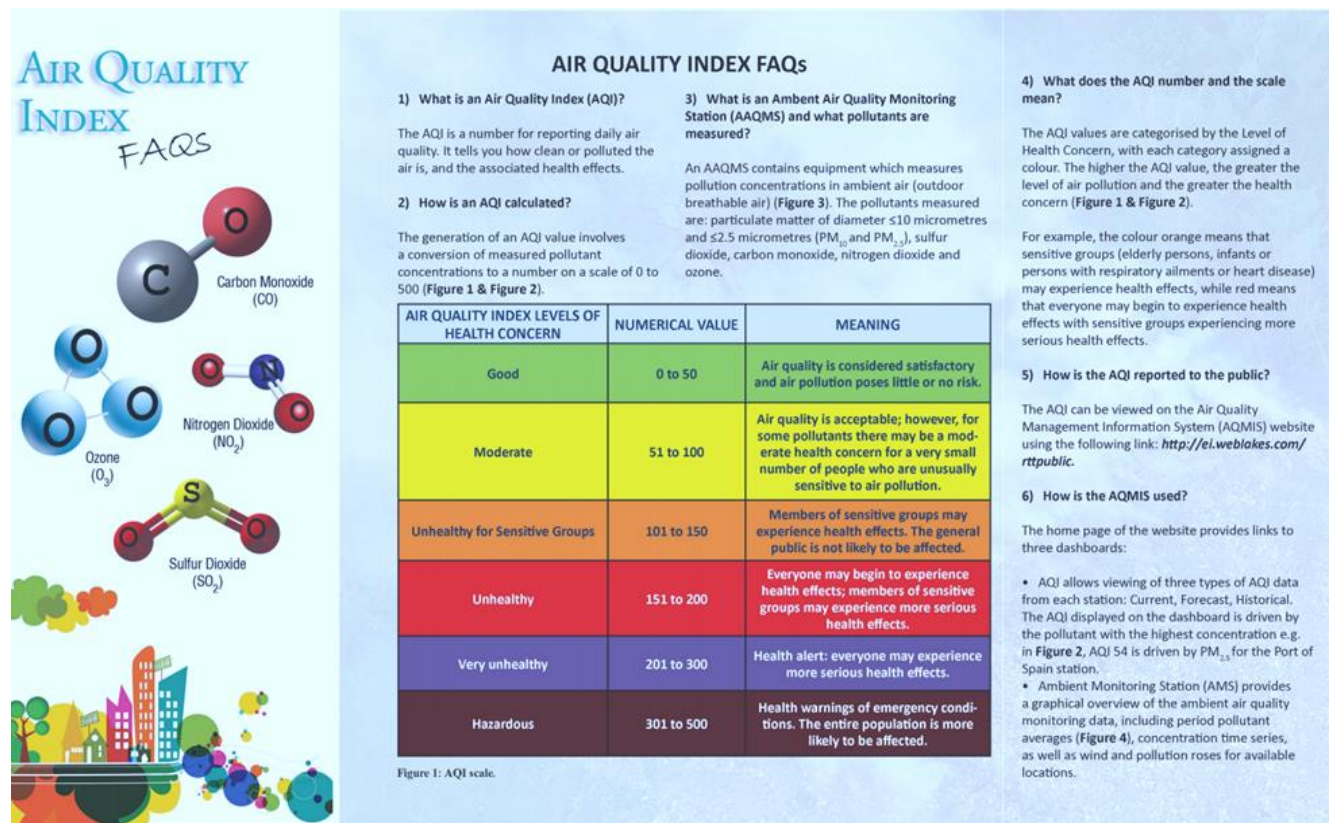 AIR QUALITY
INDEX
FAQS
O
C
Carbon Monoxide
(CO)
O
O
O
Ozone
(O3)
O
N
O
Nitrogen Dioxide
(NO2)
S
O
O
Sulfur Dioxide
(SO2)
AIR QUALITY INDEX FAQs
1) What is an Air Quality Index (AQI)?
The AQI is a number for reporting daily air
quality. It tells you how clean or polluted the
air is, and the associated health effects.
2) How is an AQI calculated?
The generation of an AQI value involves
a conversion of measured pollutant
concentrations to a number on a scale of 0 to
500 (Figure 1 & Figure 2).
3) What is an Ambent Air Quality Monitoring
Station (AAQMS) and what pollutants are
measured?
An AAQMS contains equipment which measures
pollution concentrations in ambient air (outdoor
breathable air) (Figure 3). The pollutants measured
are: particulate matter of diameter ≤10 micrometres
and ≤2.5 micrometres (PM10 and PM2.5), sulfur
dioxide, carbon monoxide, nitrogen dioxide and
ozone.
AIR QUALITY INDEX LEVELS OF
HEALTH CONCERN
NUMERICAL VALUE
MEANING
Good
0 to 50
Air quality is considered satisfactory
and air pollution poses little or no risk.
Moderate
51 to 100
Air quality is acceptable; however, for
some pollutants there may be a mod-
erate health concern for a very small
number of people who are unusually
sensitive to air pollution.
Unhealthy for Sensitive Groups
101 to 150
Members of sensitive groups may
experience health effects. The general
public is not likely to be affected.
Unhealthy
151 to 200
Everyone may begin to experience
health effects; members of sensitive
groups may experience more serious
health effects.
Very unhealthy
201 to 300
Health alert: everyone may experience
more serious health effects.
Hazardous
301 to 500
Health warnings of emergency condi-
tions. The entire population is more
likely to be affected.
Figure 1: AQI scale.
4) What does the AQI number and the scale
mean?
The AQI values are categorised by the Level of
Health Concern, with each category assigned a
colour. The higher the AQI value, the greater the
level of air pollution and the greater the health
concern (Figure 1 & Figure 2).
For example, the colour orange means that
sensitive groups (elderly persons, infants or
persons with respiratory ailments or heart disease)
may experience health effects, while red means
that everyone may begin to experience health
effects with sensitive groups experiencing more
serious health effects.
5) How is the AQI reported to the public?
The AQI can be viewed on the Air Quality
Management Information System (AQMIS) website
using the following link: http://ei.weblakes.com/
rttpublic.
6) How is the AQMIS used?
The home page of the website provides links to
three dashboards:
• AQI allows viewing of three types of AQI data
from each station: Current, Forecast, Historical.
The AQI displayed on the dashboard is driven by
the pollutant with the highest concentration e.g.
in Figure 2, AQI 54 is driven by PM2.5 for the Port of
Spain station.
• Ambient Monitoring Station (AMS) provides
a graphical overview of the ambient air quality
monitoring data, including period pollutant
averages (Figure 4), concentration time series,
as well as wind and pollution roses for available
locations.